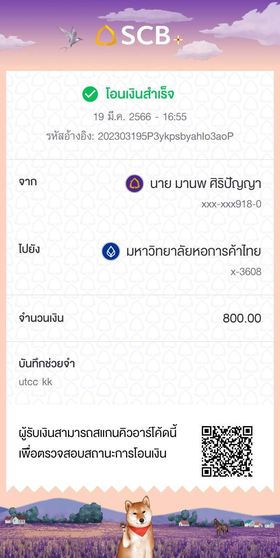 SCB
โอนเงินสำเร็จ
19 มี.ค. 2566 - 16:55
รหัสอ้างอิง: 202303195P3ykpsbyahlo3aoP
จาก
นาย มานพ ศิริปัญญา
xxx-xxx918-0
ไปยัง
มหาวิทยาลัยหอการค้าไทย
x-3608
จำนวนเงิน
800.00
บันทึกช่วยจำ
utcc kk
ผู้รับเงินสามารถสแกนคิวอาร์โค้ดนี้
เพื่อตรวจสอบสถานะการโอนเงิน